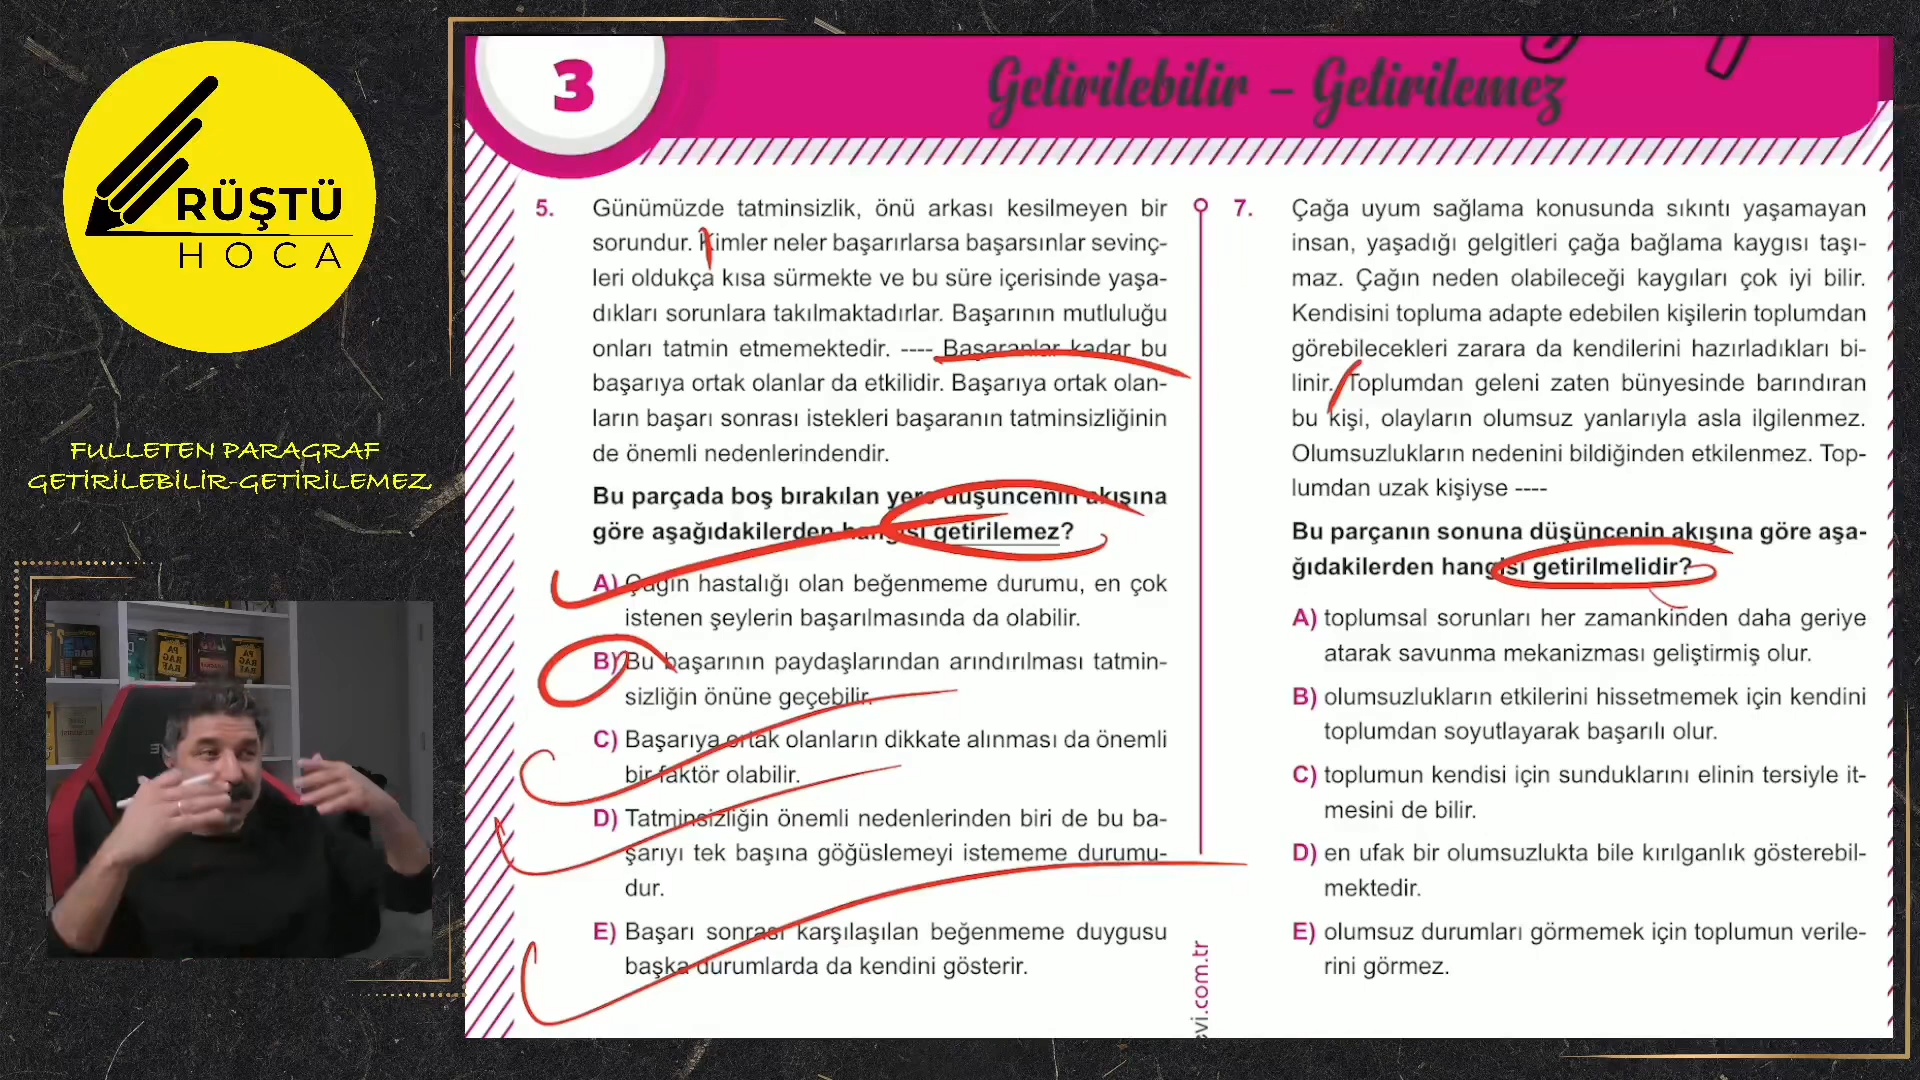 RÜŞTÜ
HOCA
FULLETEN PARAGRAF
GETİRİLEBİLİR-GETİRİLEMEZ
3
Getirilebilir - Getirilemez
5. Günümüzde tatminsizlik, önü arkası kesilmeyen bir
sorundur. Kimler neler başarırlarsa başarsınlar sevinç-
leri oldukça kısa sürmekte ve bu süre içerisinde yaşa-
dıkları sorunlara takılmaktadırlar. Başarının mutluluğu
onları tatmin etmemektedir. ---- Başaranlar kadar bu
başarıya ortak olanlar da etkilidir. Başarıya ortak olan-
ların başarı sonrası istekleri başaranın tatminsizliğinin
de önemli nedenlerindendir.
Bu parçada boş bırakılan yere düşüncenin akışına
göre aşağıdakilerden hangisi getirilemez?
A) Çağın hastalığı olan beğenmeme durumu, en çok
istenen şeylerin başarılmasında da olabilir.
B) Bu başarının paydaşlarından arındırılması tatmin-
sizliğin önüne geçebilir.
C) Başarıya ortak olanların dikkate alınması da önemli
bir faktör olabilir.
D) Tatminsizliğin önemli nedenlerinden biri de bu ba-
şarıyı tek başına göğüslemeyi istememe durumu-
dur.
E) Başarı sonrası karşılaşılan beğenmeme duygusu
başka durumlarda da kendini gösterir.
evi.com.tr
7. Çağa uyum sağlama konusunda sıkıntı yaşamayan
insan, yaşadığı gelgitleri çağa bağlama kaygısı taşı-
maz. Çağın neden olabileceği kaygıları çok iyi bilir.
Kendisini topluma adapte edebilen kişilerin toplumdan
görebilecekleri zarara da kendilerini hazırladıkları bi-
linir. Toplumdan geleni zaten bünyesinde barındıran
bu kişi, olayların olumsuz yanlarıyla asla ilgilenmez.
Olumsuzlukların nedenini bildiğinden etkilenmez. Top-
lumdan uzak kişiyse ----
Bu parçanın sonuna düşüncenin akışına göre aşa-
ğıdakilerden hangisi getirilmelidir?
A) toplumsal sorunları her zamankinden daha geriye
atarak savunma mekanizması geliştirmiş olur.
B) olumsuzlukların etkilerini hissetmemek için kendini
toplumdan soyutlayarak başarılı olur.
C) toplumun kendisi için sunduklarını elinin tersiyle it-
mesini de bilir.
D) en ufak bir olumsuzlukta bile kırılganlık gösterebil-
mektedir.
E) olumsuz durumları görmemek için toplumun verile-
rini görmez.